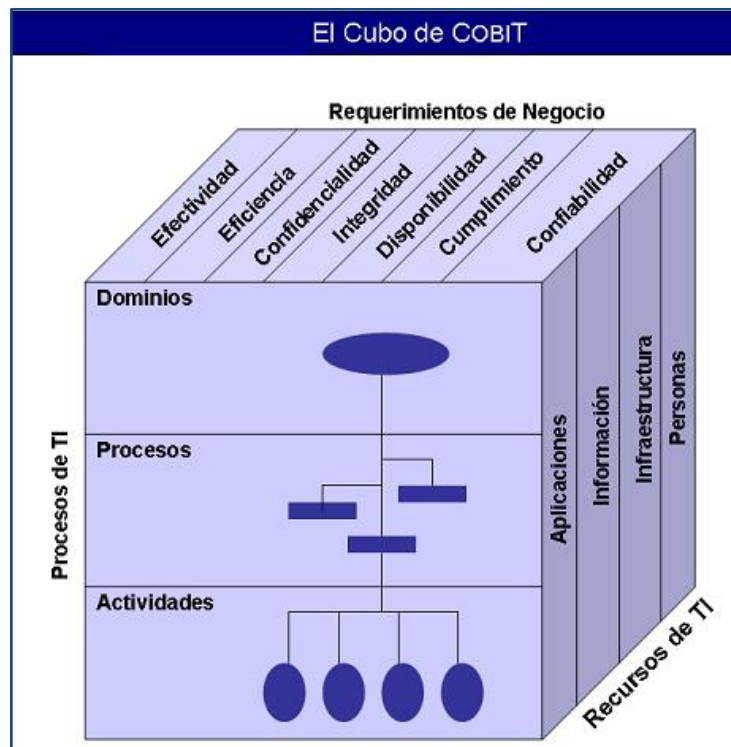 El Cubo de COBIT
Requerimientos de Negocio
Efectividad
Eficiencia
Confidencialidad
Integridad
Disponibilidad
Cumplimiento
Confiabilidad
Dominios
Procesos
Actividades
Procesos de TI
Aplicaciones
Información
Infraestructura
Personas
Recursos de TI